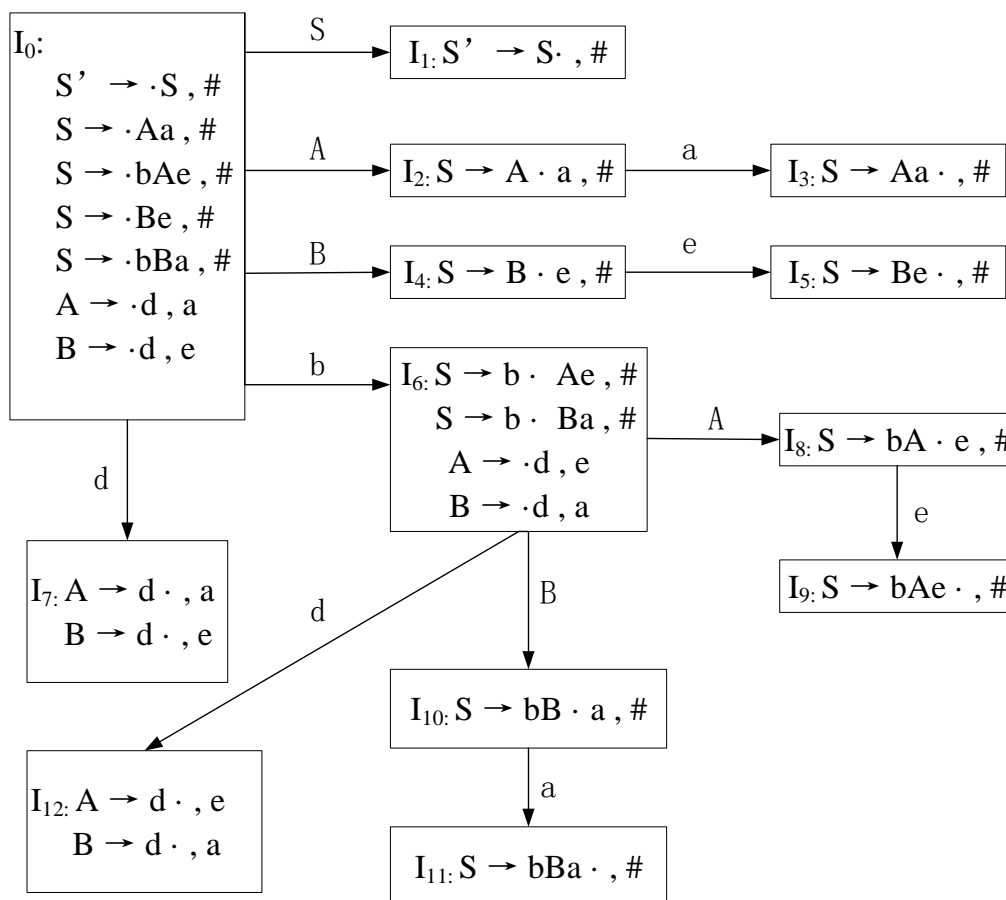 I₀:
S’ → ·S , #
S → ·Aa , #
S → ·bAe , #
S → ·Be , #
S → ·bBa , #
A → ·d , a
B → ·d , e
S
I₁: S’ → S· , #
A
I₂: S → A · a , #
a
I₃: S → Aa · , #
B
I₄: S → B · e , #
e
I₅: S → Be · , #
b
I₆: S → b · Ae , #
S → b · Ba , #
A → ·d , e
B → ·d , a
A
I₈: S → bA · e , #
e
I₉: S → bAe · , #
d
I₇: A → d · , a
B → d · , e
d
B
I₁₀: S → bB · a , #
I₁₂: A → d · , e
B → d · , a
a
I₁₁: S → bBa · , #